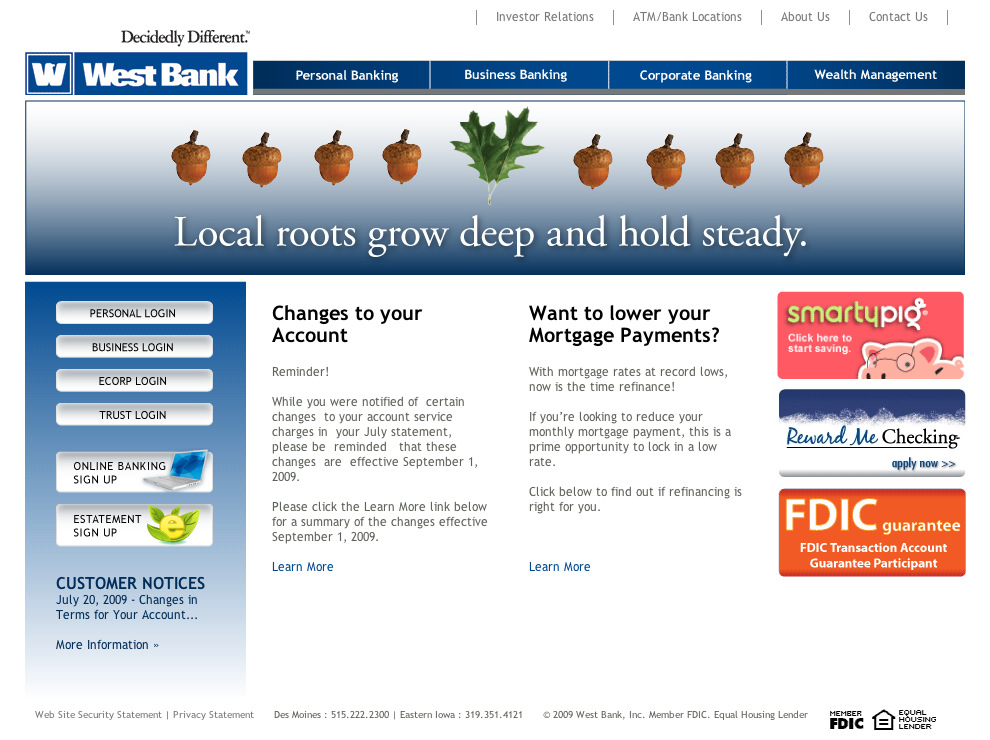 Investor Relations
ATM/Bank Locations
About Us
Contact Us
Decidedly Different.™
W West Bank
Personal Banking
Business Banking
Corporate Banking
Wealth Management
Local roots grow deep and hold steady.
PERSONAL LOGIN
BUSINESS LOGIN
ECORP LOGIN
TRUST LOGIN
ONLINE BANKING
SIGN UP
ESTATEMENT
SIGN UP
e
CUSTOMER NOTICES
July 20, 2009 - Changes in
Terms for Your Account...
More Information »
Changes to your
Account
Reminder!
While you were notified of certain
changes to your account service
charges in your July statement,
please be reminded that these
changes are effective September 1,
2009.
Please click the Learn More link below
for a summary of the changes effective
September 1, 2009.
Learn More
Want to lower your
Mortgage Payments?
With mortgage rates at record lows,
now is the time refinance!
If you're looking to reduce your
monthly mortgage payment, this is a
prime opportunity to lock in a low
rate.
Click below to find out if refinancing is
right for you.
Learn More
smartypig®
Click here to
start saving.
Reward Me Checking
apply now >>
FDIC guarantee
FDIC Transaction Account
Guarantee Participant
Web Site Security Statement | Privacy Statement
Des Moines : 515.222.2300 | Eastern Iowa : 319.351.4121
© 2009 West Bank, Inc. Member FDIC. Equal Housing Lender
MEMBER
FDIC
EQUAL
HOUSING
LENDER